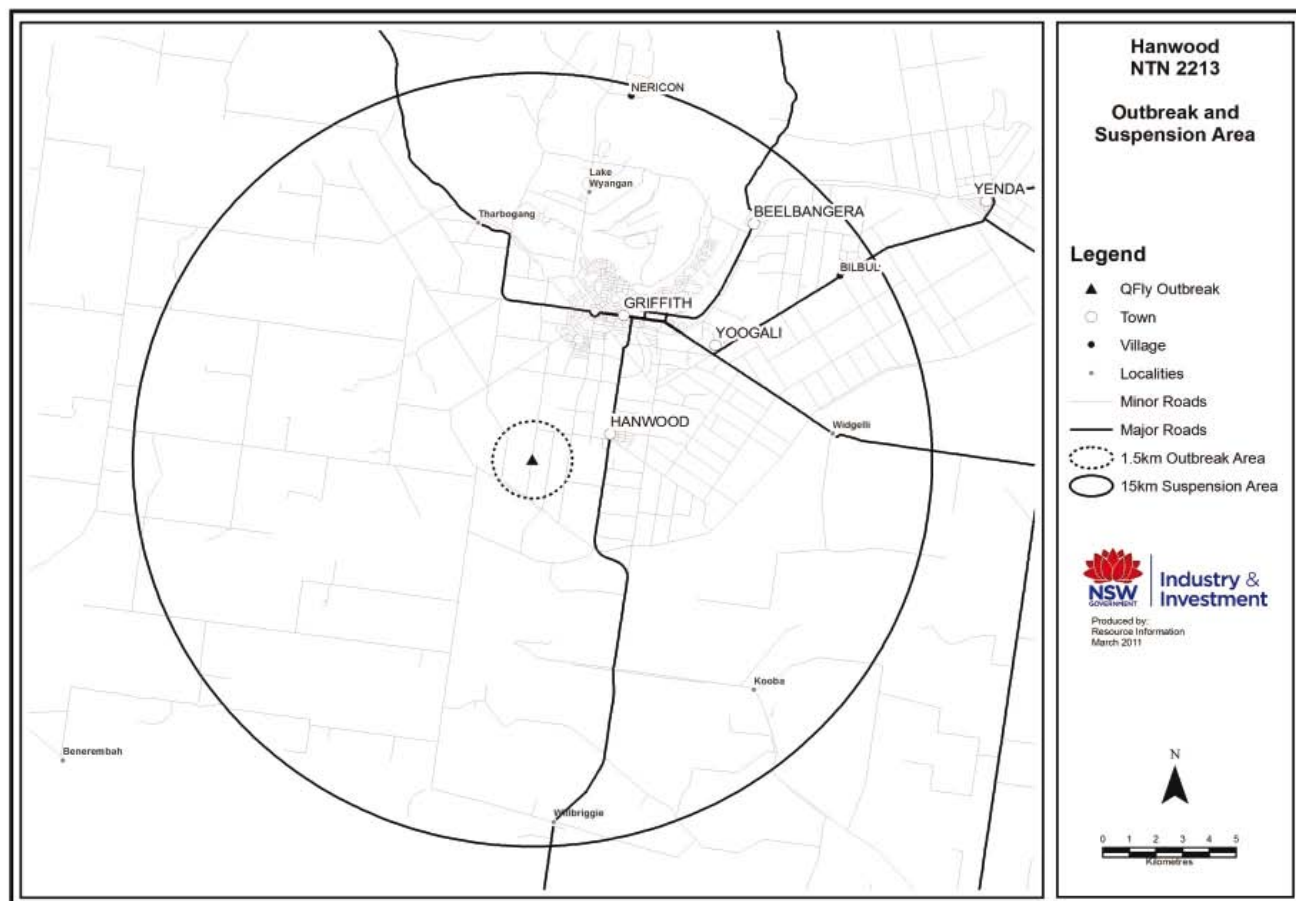 NERICON
Lake
Wyangan
YENDA
Tharbogang
BEELBANGERA
BILBUL
GRIFFITH
YOOGALI
HANWOOD
Widgelli
Kooba
Benerembah
Willbriggie
Hanwood
NTN 2213
Outbreak and
Suspension Area
Legend
QFly Outbreak
Town
Village
Localities
Minor Roads
Major Roads
1.5km Outbreak Area
15km Suspension Area
NSW
GOVERNMENT
Industry &
Investment
Produced by:
Resource Information
March 2011
N
0 1 2 3 4 5
Kilometres